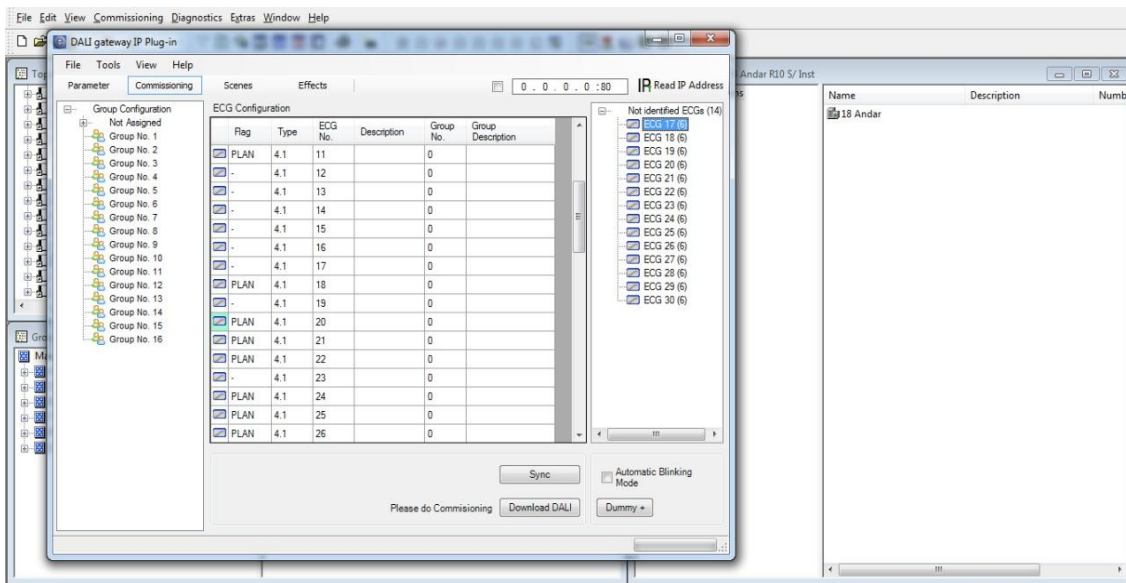 File Edit View Commissioning Diagnostics Extras Window Help
DALI gateway IP Plug-in
File Tools View Help
Parameter Commissioning Scenes Effects 0 . 0 . 0 . 0 :80 IR Read IP Address
Group Configuration
Not Assigned
Group No. 1
Group No. 2
Group No. 3
Group No. 4
Group No. 5
Group No. 6
Group No. 7
Group No. 8
Group No. 9
Group No. 10
Group No. 11
Group No. 12
Group No. 13
Group No. 14
Group No. 15
Group No. 16
ECG Configuration
Flag Type ECG No. Description Group No. Group Description
PLAN 4.1 11 0
- 4.1 12 0
- 4.1 13 0
- 4.1 14 0
- 4.1 15 0
- 4.1 16 0
- 4.1 17 0
PLAN 4.1 18 0
- 4.1 19 0
PLAN 4.1 20 0
PLAN 4.1 21 0
PLAN 4.1 22 0
- 4.1 23 0
PLAN 4.1 24 0
PLAN 4.1 25 0
PLAN 4.1 26 0
Sync
Please do Commisioning Download DALI
Not identified ECGs (14)
ECG 17 (6)
ECG 18 (6)
ECG 19 (6)
ECG 20 (6)
ECG 21 (6)
ECG 22 (6)
ECG 23 (6)
ECG 24 (6)
ECG 25 (6)
ECG 26 (6)
ECG 27 (6)
ECG 28 (6)
ECG 29 (6)
ECG 30 (6)
Automatic Blinking
Mode
Dummy +
Andar R10 S/ Inst
Name Description Numb
18 Andar